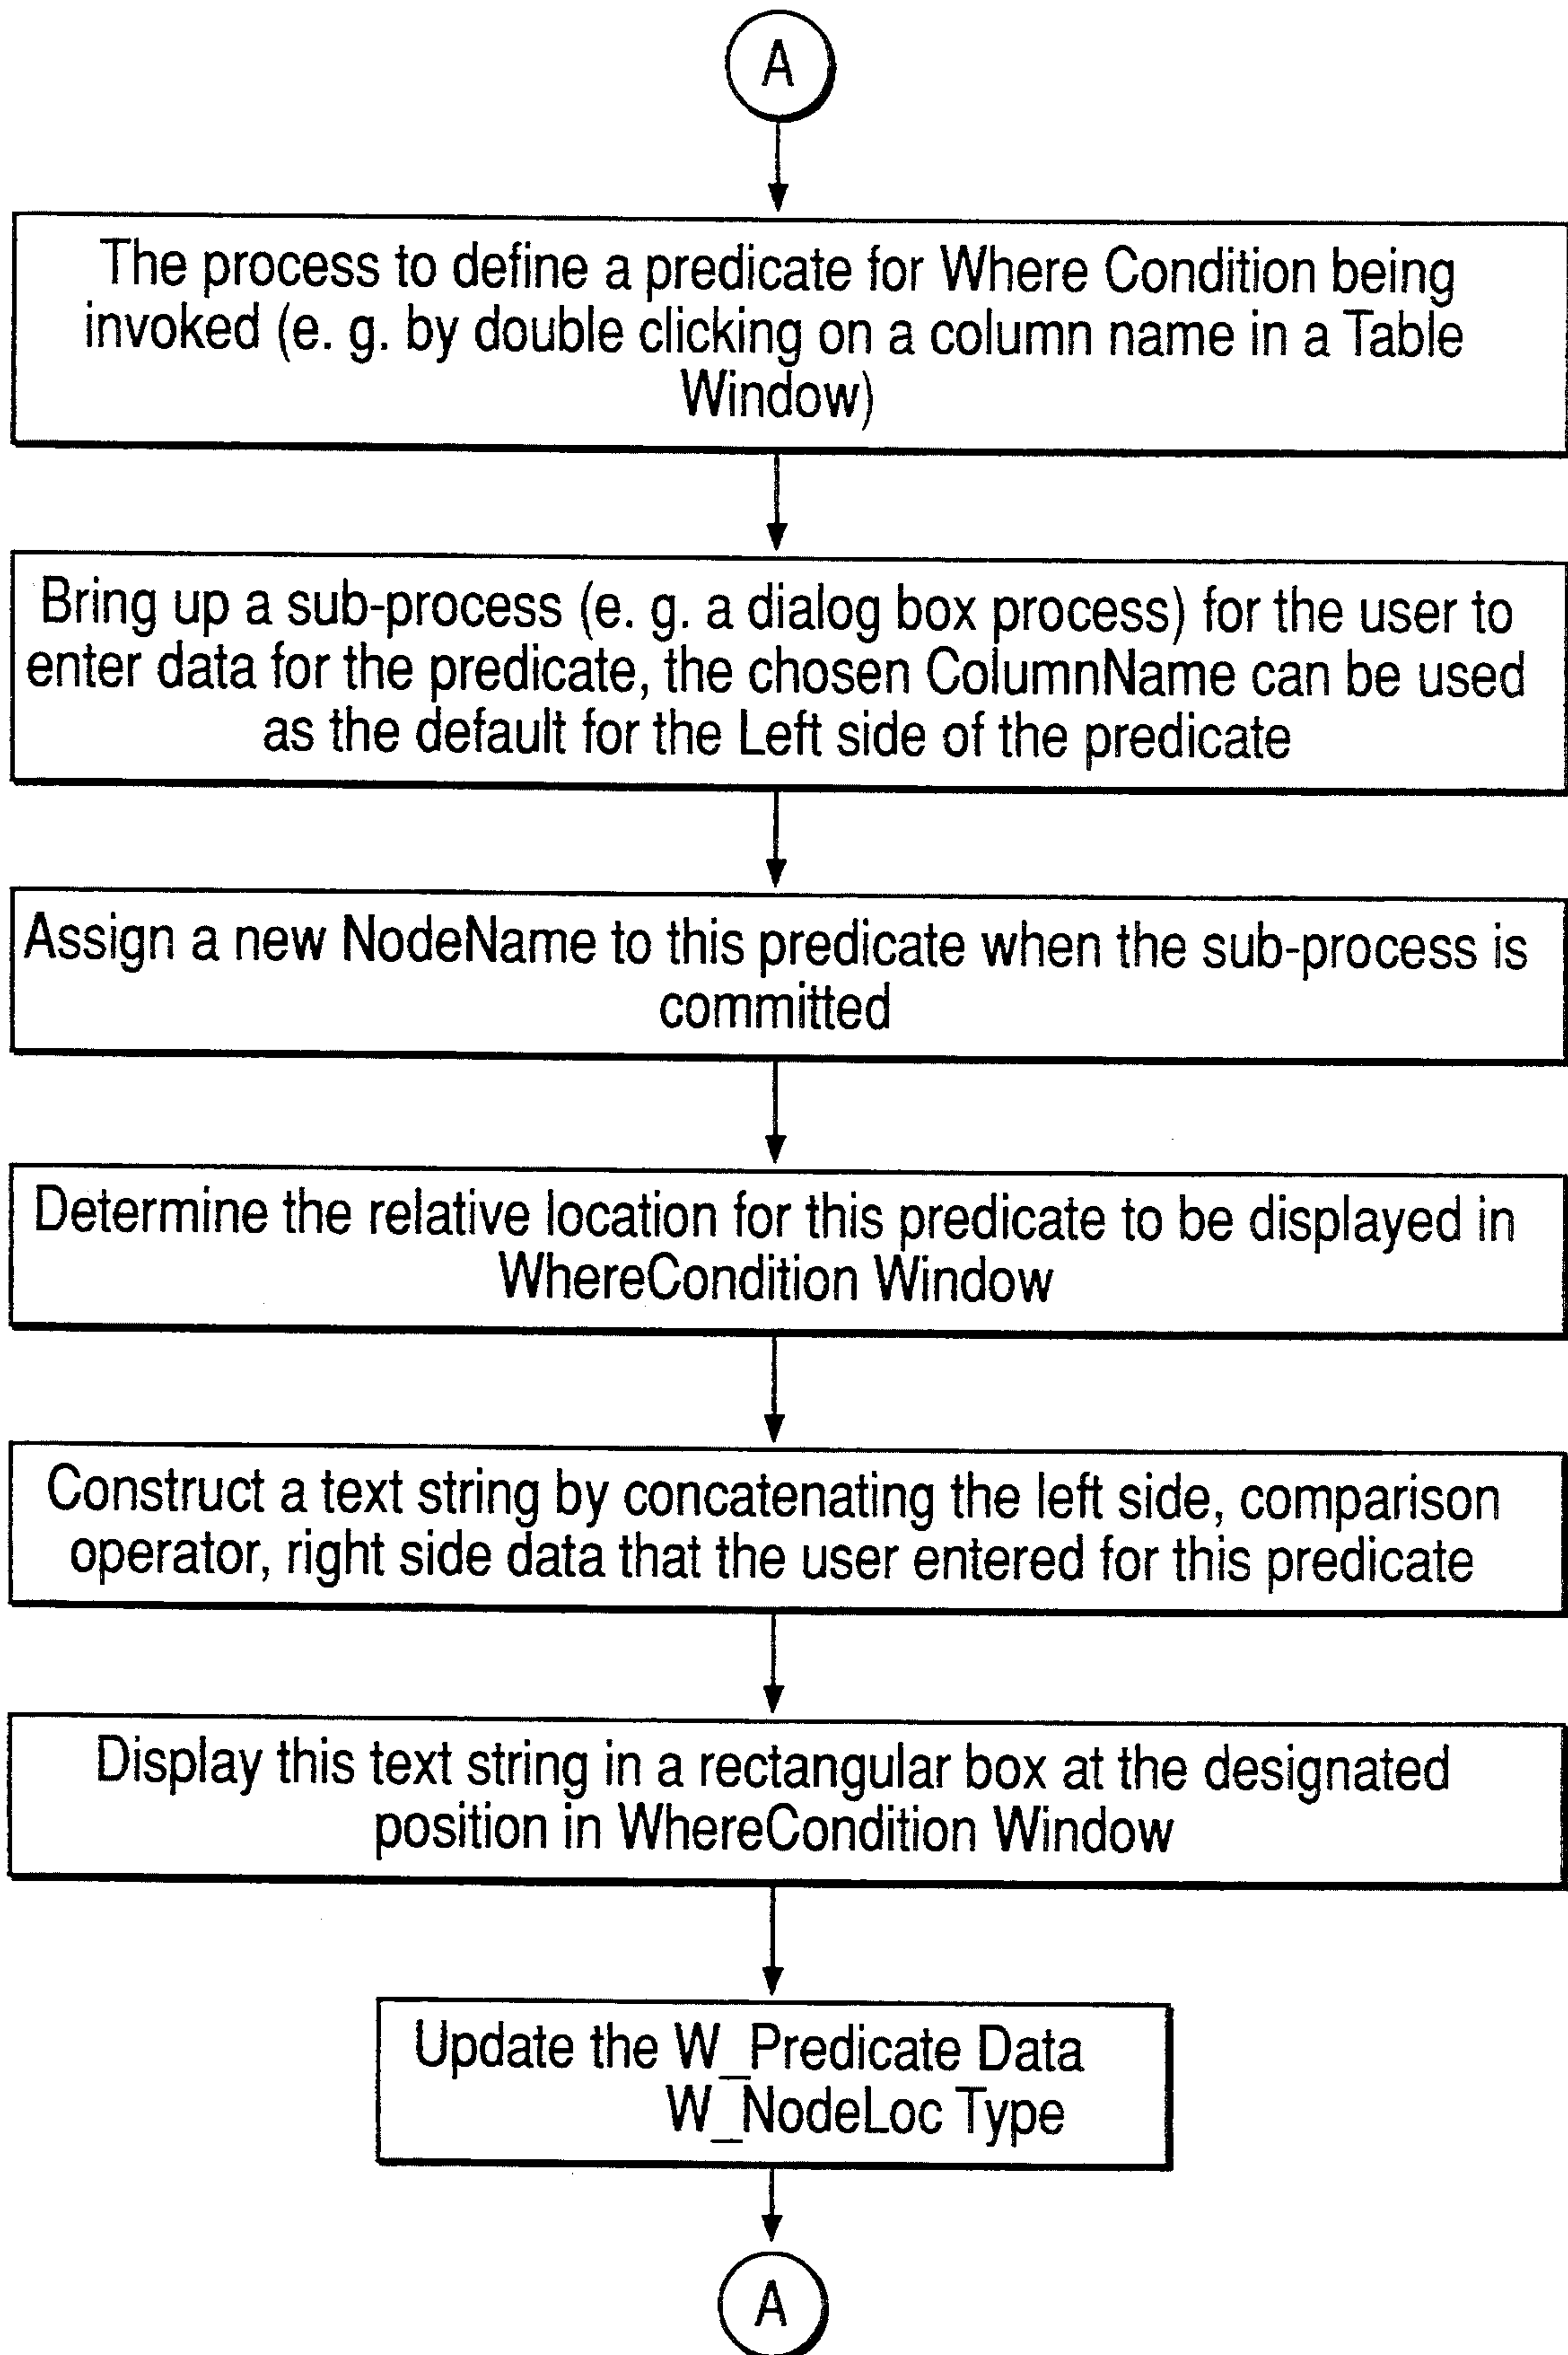 A
The process to define a predicate for Where Condition being
invoked (e. g. by double clicking on a column name in a Table
Window)
Bring up a sub-process (e. g. a dialog box process) for the user to
enter data for the predicate, the chosen ColumnName can be used
as the default for the Left side of the predicate
Assign a new NodeName to this predicate when the sub-process is
committed
Determine the relative location for this predicate to be displayed in
WhereCondition Window
Construct a text string by concatenating the left side, comparison
operator, right side data that the user entered for this predicate
Display this text string in a rectangular box at the designated
position in WhereCondition Window
Update the W_Predicate Data
W_NodeLoc Type
A